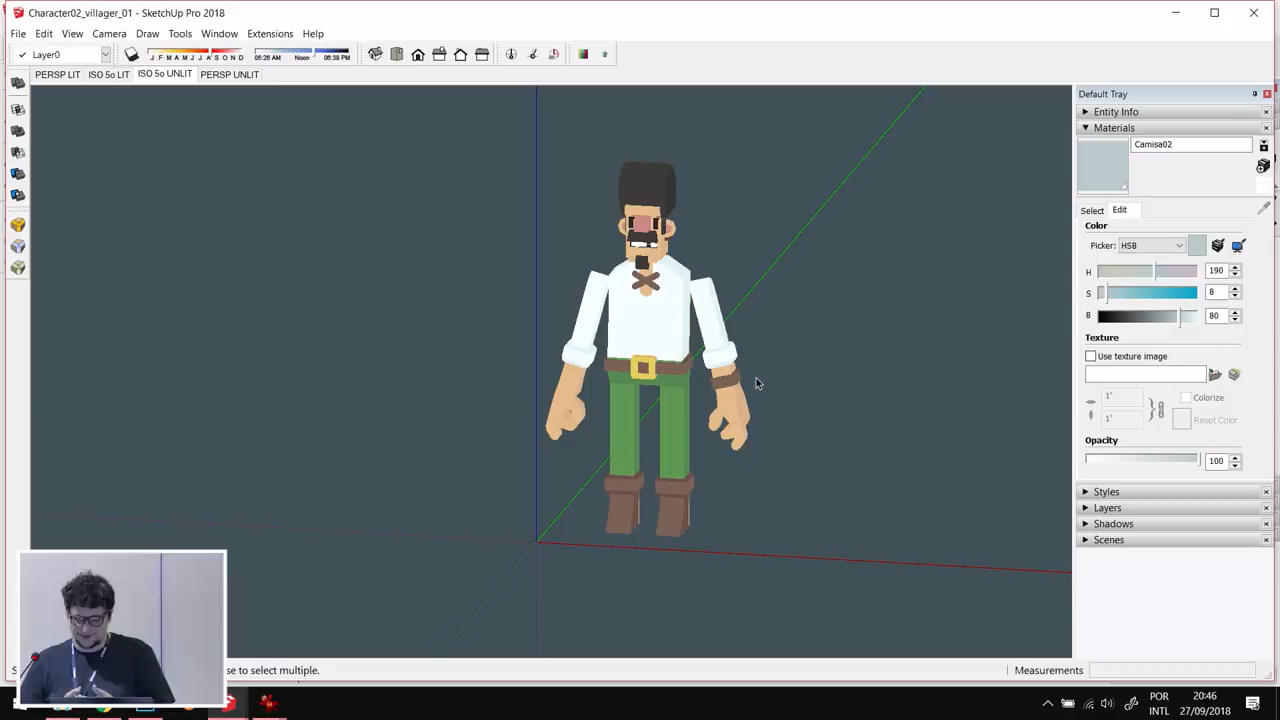 Character02_villager_01 - SketchUp Pro 2018
File Edit View Camera Draw Tools Window Extensions Help
Layer0
J F M A M J J A S O N D
05:26 AM Noon 06:38 PM
PERSP LIT ISO 5o LIT ISO 5o UNLIT PERSP UNLIT
Default Tray
Entity Info
Materials
Camisa02
Select Edit
Color
Picker: HSB
H 190
S 8
B 80
Texture
Use texture image
1' Colorize
1' Reset Color
Opacity
100
Styles
Layers
Shadows
Scenes
se to select multiple.
Measurements
POR 20:46
INTL 27/09/2018